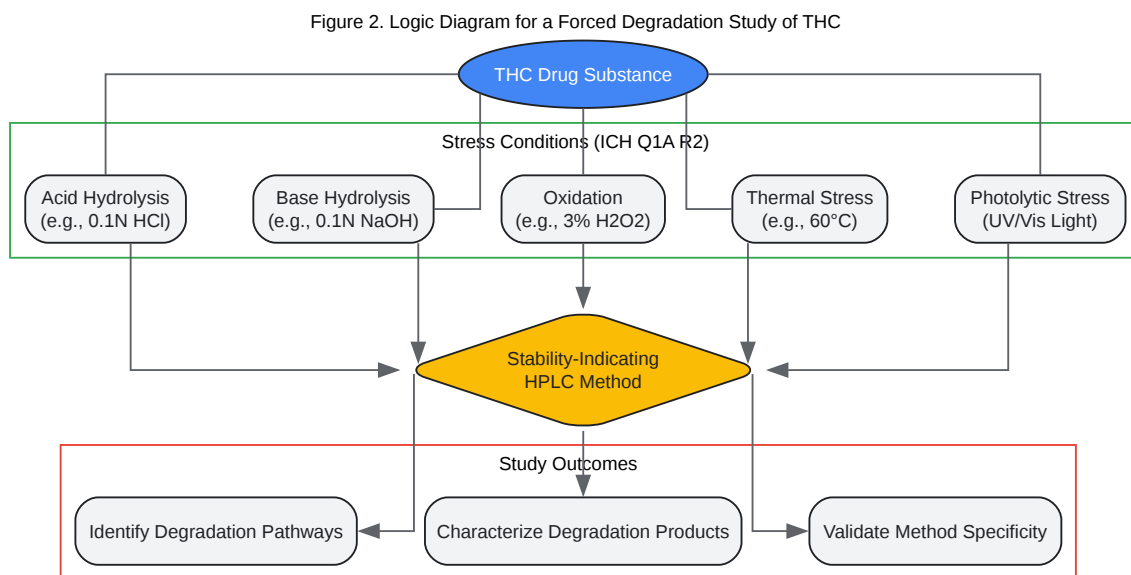 Figure 2. Logic Diagram for a Forced Degradation Study of THC
THC Drug Substance
Stress Conditions (ICH Q1A R2)
Acid Hydrolysis
(e.g., 0.1N HCl)
Base Hydrolysis
(e.g., 0.1N NaOH)
Oxidation
(e.g., 3% H2O2)
Thermal Stress
(e.g., 60°C)
Photolytic Stress
(UV/Vis Light)
Stability-Indicating
HPLC Method
Study Outcomes
Identify Degradation Pathways
Characterize Degradation Products
Validate Method Specificity